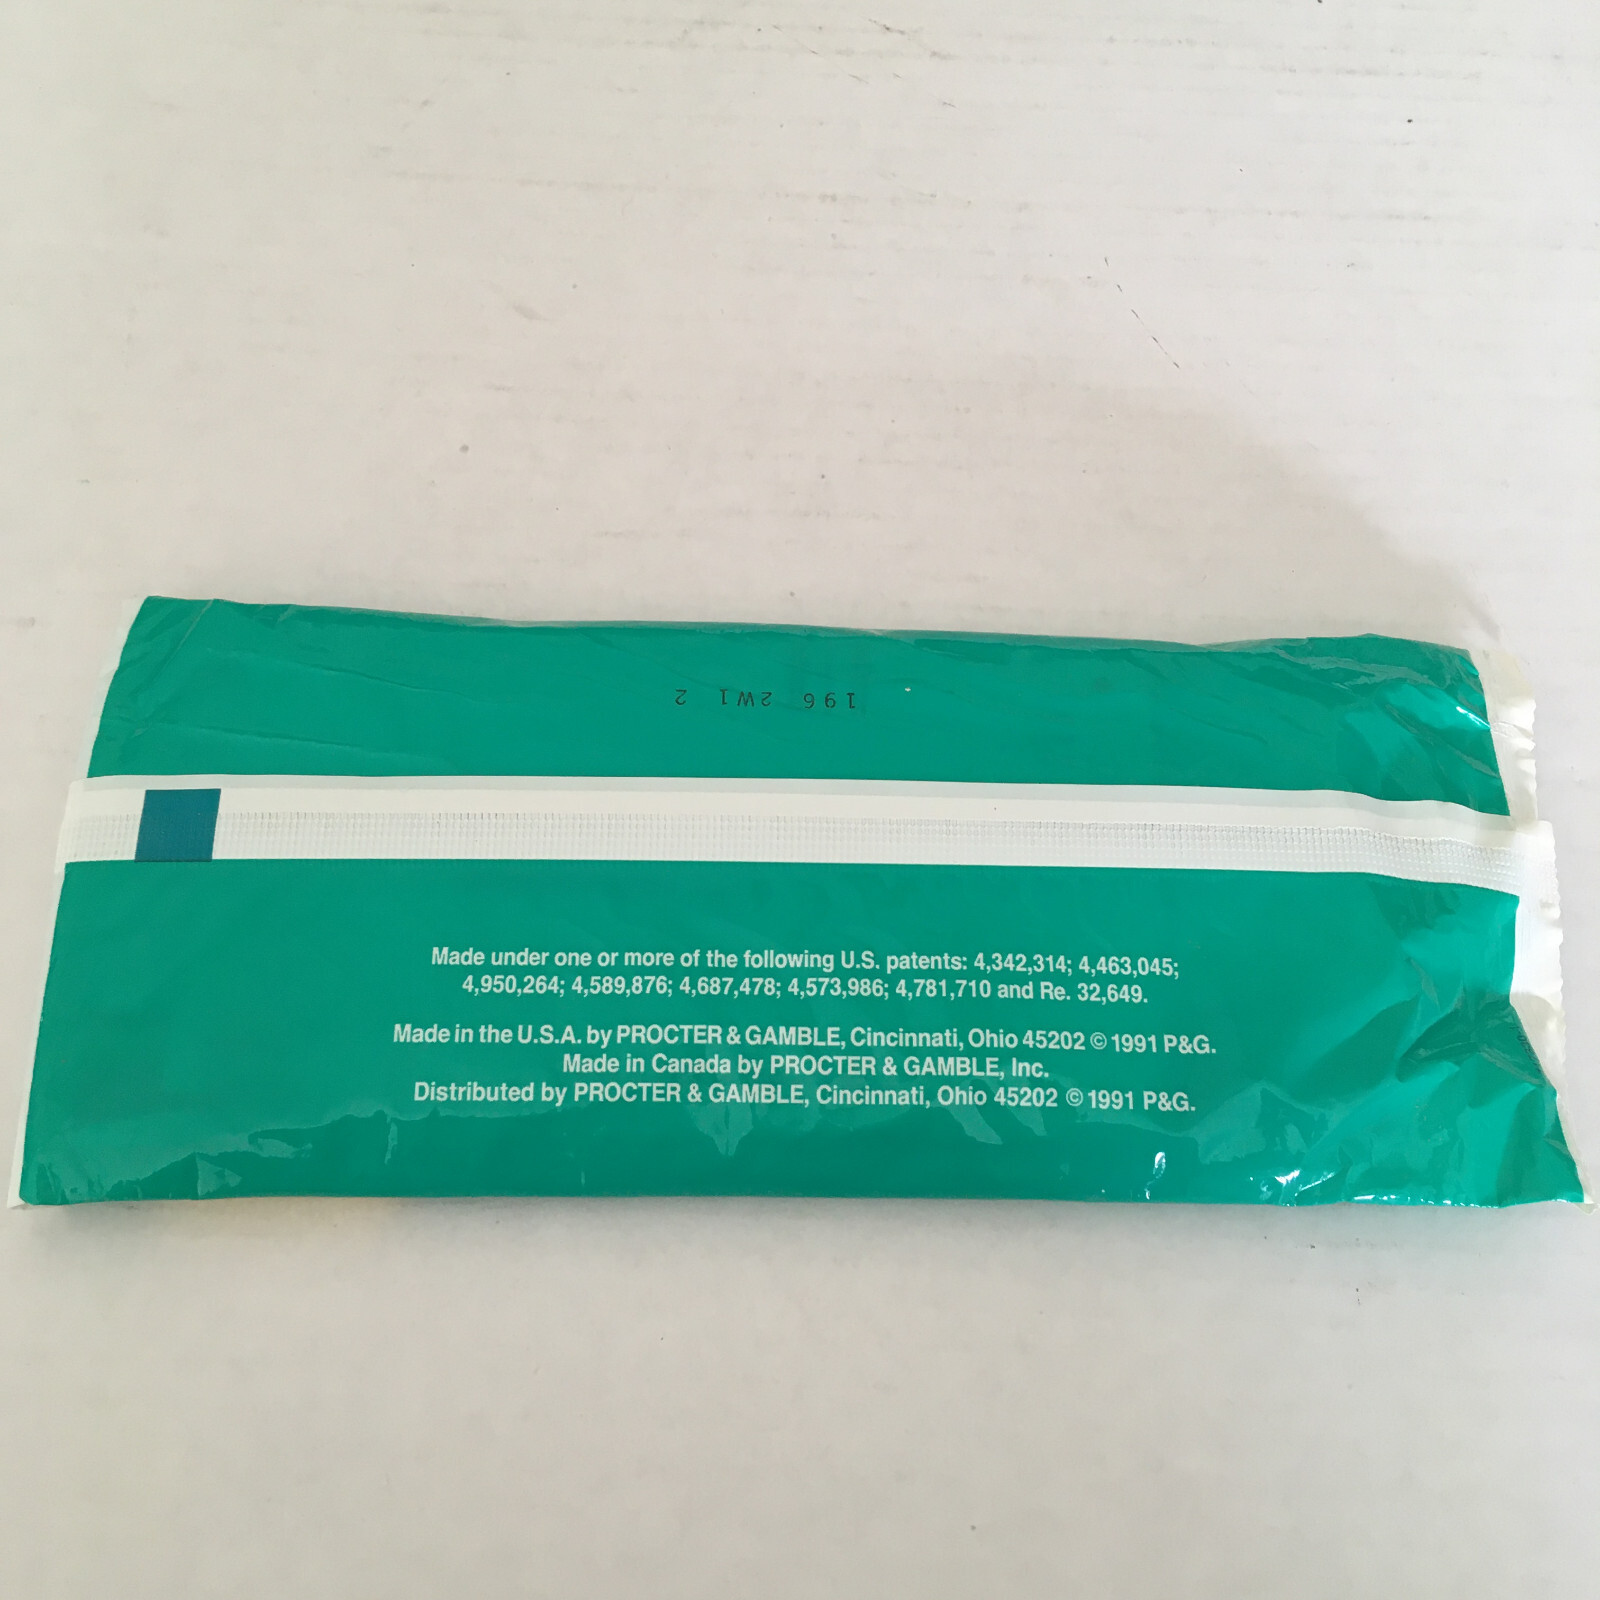 196 2W1 2
Made under one or more of the following U.S. patents: 4,342,314; 4,463,045;
4,950,264; 4,589,876; 4,687,478; 4,573,986; 4,781,710 and Re. 32,649.
Made in the U.S.A. by PROCTER & GAMBLE, Cincinnati, Ohio 45202 © 1991 P&G.
Made in Canada by PROCTER & GAMBLE, Inc.
Distributed by PROCTER & GAMBLE, Cincinnati, Ohio 45202 © 1991 P&G.